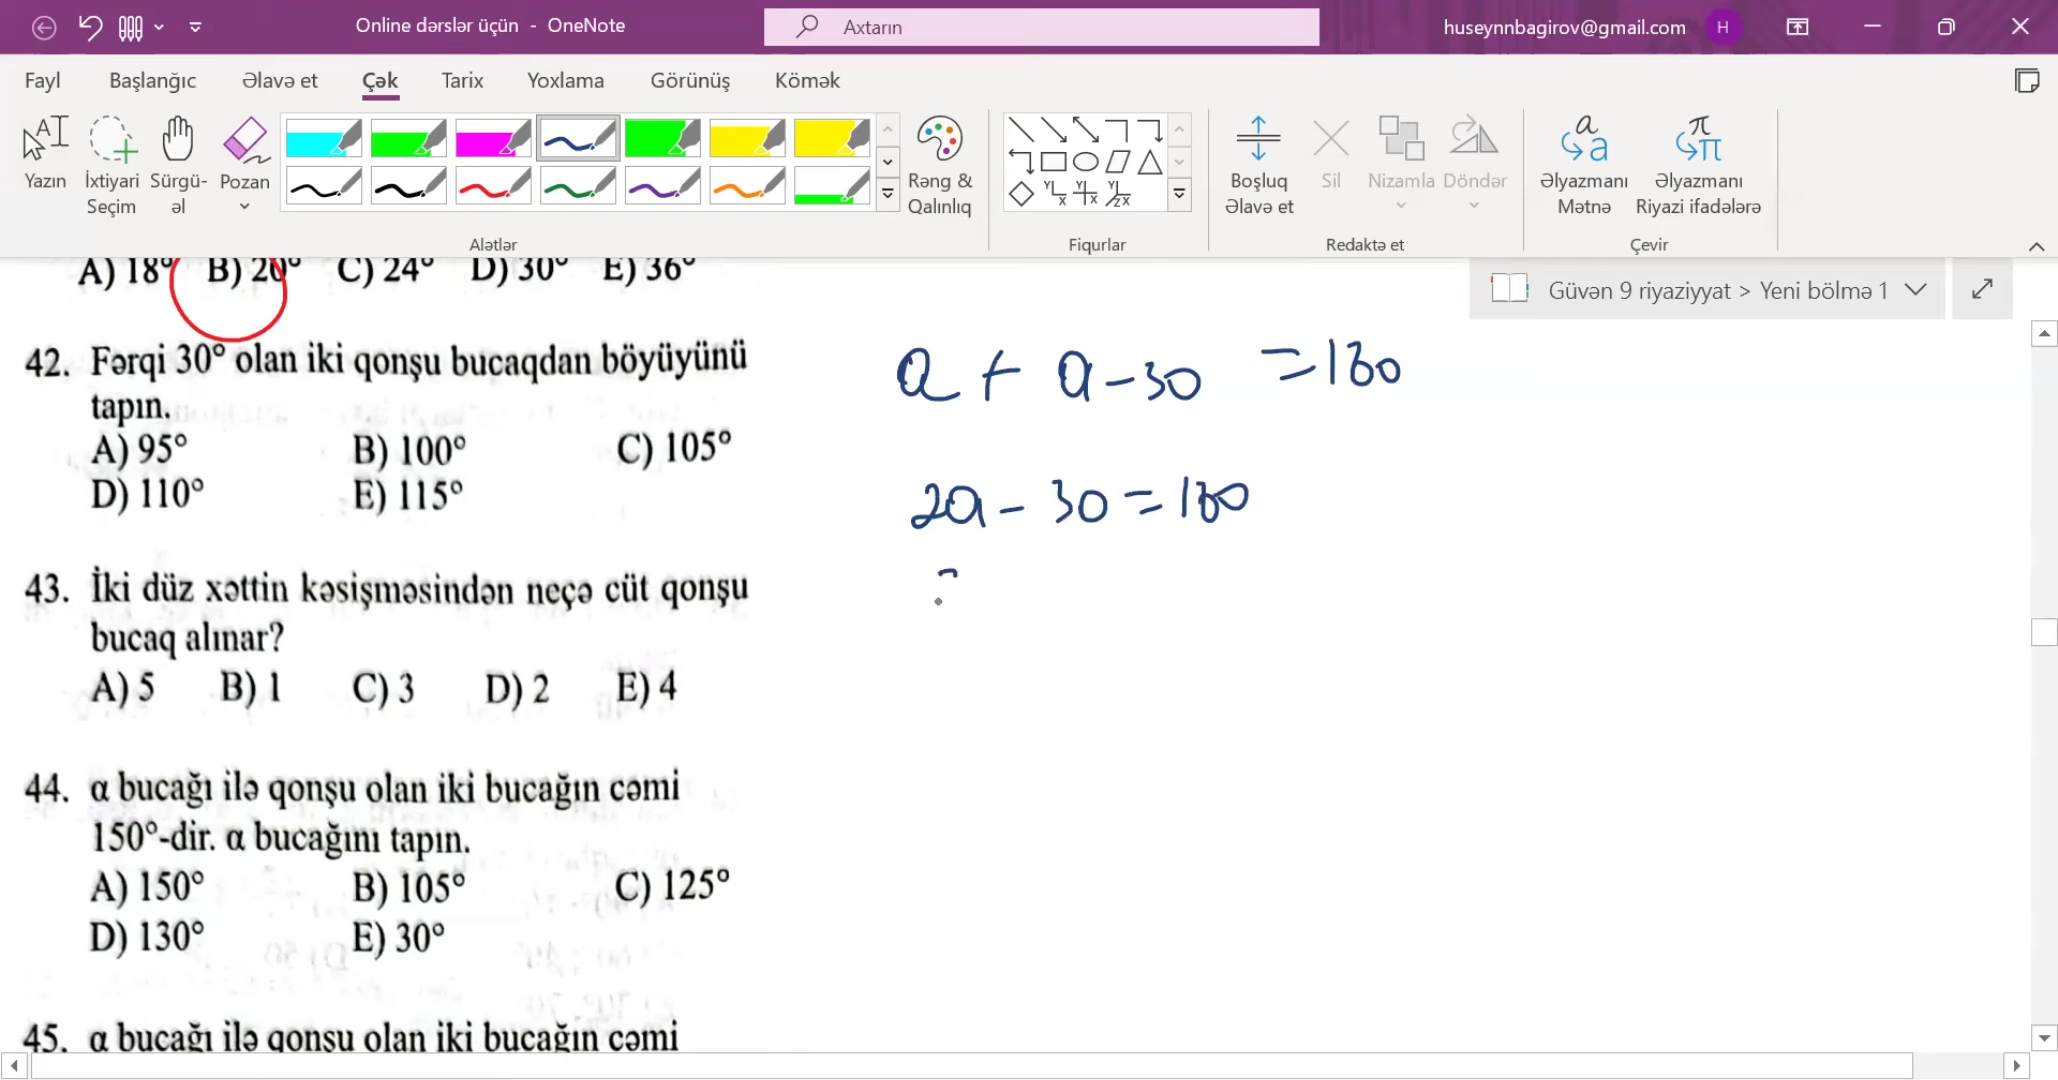 Online dərslər üçün - OneNote
Axtarın
huseynnbagirov@gmail.com H
Fayl Başlanğıc Əlavə et Çək Tarix Yoxlama Görünüş Kömək
Yazın
İxtiyari Seçim
Sürgü-əl
Pozan
Rəng & Qalınlıq
Boşluq Əlavə et
Sil
Nizamla
Döndər
Əlyazmanı Mətnə
Əlyazmanı Riyazi ifadələrə
Alətlər
Fiqurlar
Redaktə et
Çevir
Güvən 9 riyaziyyat > Yeni bölmə 1
A) 18° B) 20° C) 24° D) 30° E) 36°
42. Fərqi 30° olan iki qonşu bucaqdan böyüyünü
tapın.
A) 95° B) 100° C) 105°
D) 110° E) 115°
a + a - 30 = 180
2a - 30 = 180
43. İki düz xəttin kəsişməsindən neçə cüt qonşu
bucaq alınar?
A) 5 B) 1 C) 3 D) 2 E) 4
44. α bucağı ilə qonşu olan iki bucağın cəmi
150°-dir. α bucağını tapın.
A) 150° B) 105° C) 125°
D) 130° E) 30°
45. α bucağı ilə qonşu olan iki bucağın cəmi